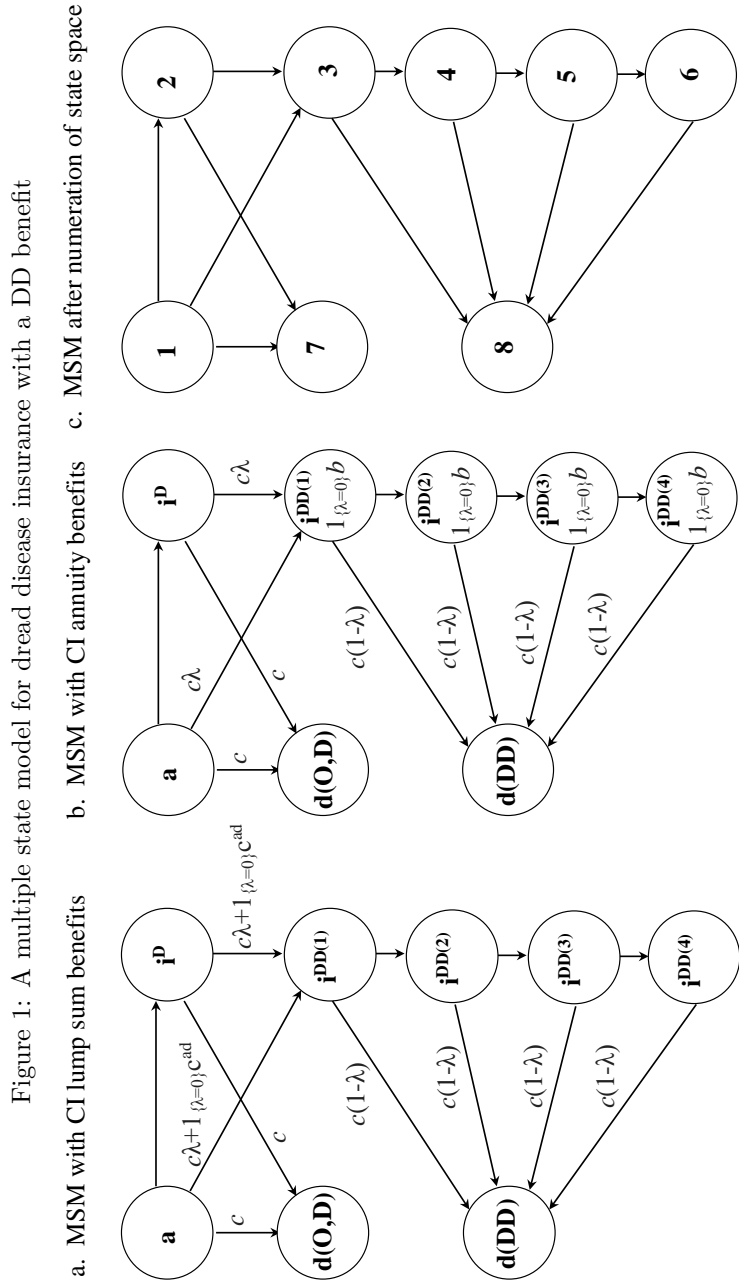 Figure 1: A multiple state model for dread disease insurance with a DD benefit
a. MSM with CI lump sum benefits
a
i^D
cλ+1_{λ=0}c^ad
cλ+1_{λ=0}c^ad
c
c
d(O,D)
i^DD(1)
c(1-λ)
i^DD(2)
c(1-λ)
d(DD)
i^DD(3)
c(1-λ)
i^DD(4)
c(1-λ)
b. MSM with CI annuity benefits
a
i^D
cλ
cλ
c
c
d(O,D)
i^DD(1)
1_{λ=0}b
c(1-λ)
i^DD(2)
1_{λ=0}b
c(1-λ)
d(DD)
i^DD(3)
1_{λ=0}b
c(1-λ)
i^DD(4)
1_{λ=0}b
c(1-λ)
c. MSM after numeration of state space
1
2
7
3
4
8
5
6